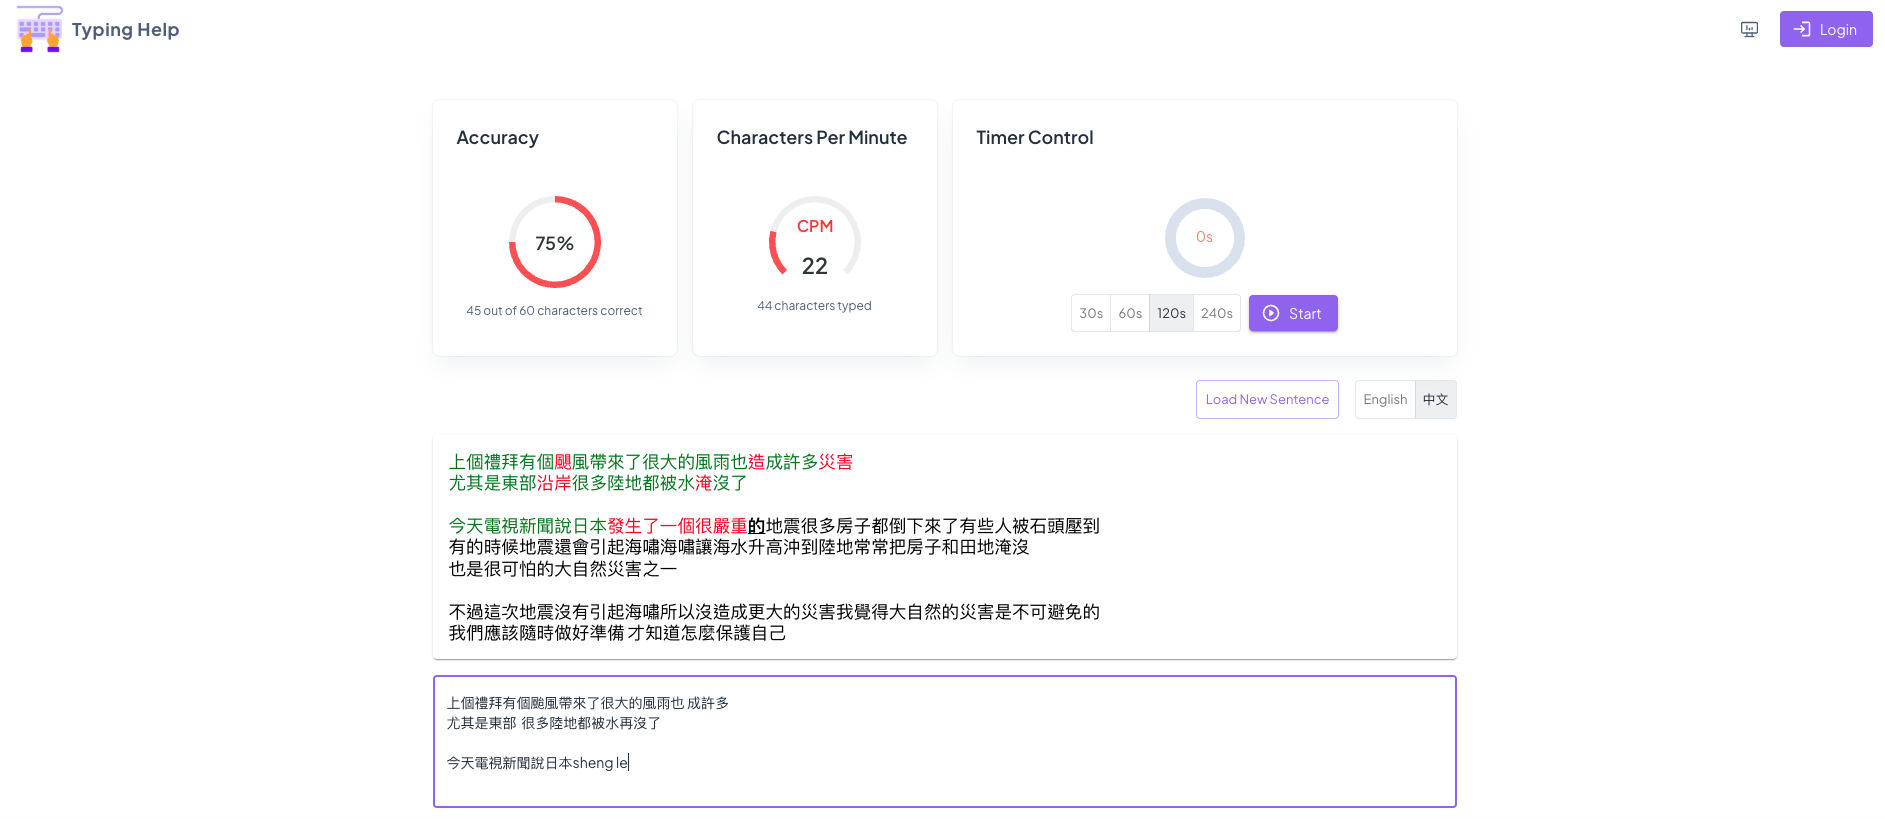 Typing Help
Login
Accuracy
75%
45 out of 60 characters correct
Characters Per Minute
CPM
22
44 characters typed
Timer Control
0s
30s 60s 120s 240s Start
Load New Sentence English 中文
上個禮拜有個颶風帶來了很大的風雨也造成許多災害
尤其是東部沿岸很多陸地都被水淹沒了
今天電視新聞說日本發生了一個很嚴重的地震很多房子都倒下來了有些人被石頭壓到
有的時候地震還會引起海嘯海嘯讓海水升高沖到陸地常常把房子和田地淹沒
也是很可怕的大自然災害之一
不過這次地震沒有引起海嘯所以沒造成更大的災害我覺得大自然的災害是不可避免的
我們應該隨時做好準備才知道怎麼保護自己
上個禮拜有個颱風帶來了很大的風雨也 成許多
尤其是東部 很多陸地都被水再沒了
今天電視新聞說日本sheng le